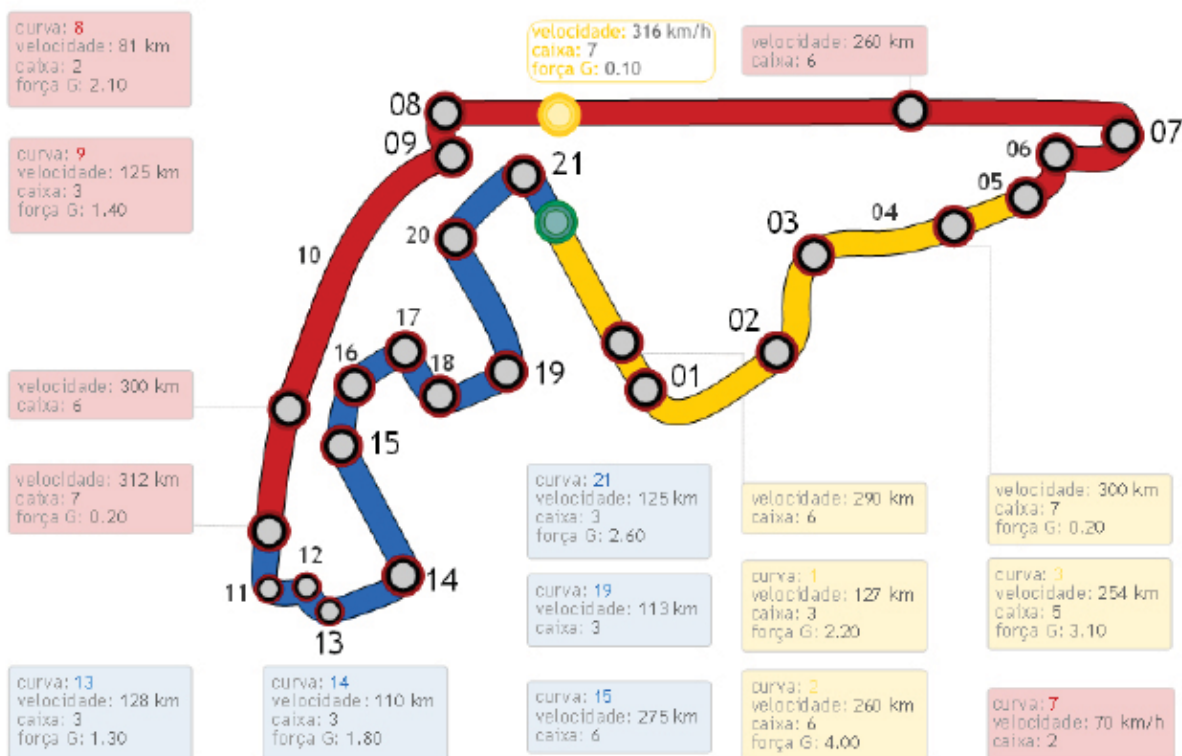 curva: 8
velocidade: 81 km
caixa: 2
força G: 2.10
velocidade: 316 km/h
caixa: 7
força G: 0.10
velocidade: 260 km
caixa: 6
08
07
09
06
21
05
curva: 9
velocidade: 125 km
caixa: 3
força G: 1.40
04
03
20
10
02
17
16
18
19
01
velocidade: 300 km
caixa: 6
15
velocidade: 312 km
caixa: 7
força G: 0.20
12
11
14
13
curva: 21
velocidade: 125 km
caixa: 3
força G: 2.60
velocidade: 290 km
caixa: 6
velocidade: 300 km
caixa: 7
força G: 0.20
curva: 19
velocidade: 113 km
caixa: 3
curva: 1
velocidade: 127 km
caixa: 3
força G: 2.20
curva: 3
velocidade: 254 km
caixa: 5
força G: 3.10
curva: 13
velocidade: 128 km
caixa: 3
força G: 1.30
curva: 14
velocidade: 110 km
caixa: 3
força G: 1.80
curva: 15
velocidade: 275 km
caixa: 6
curva: 2
velocidade: 260 km
caixa: 6
força G: 4.00
curva: 7
velocidade: 70 km/h
caixa: 2